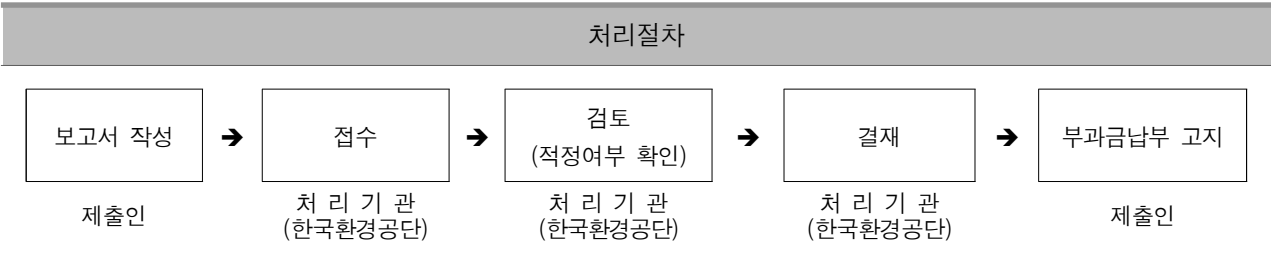 처리절차
보고서 작성 ➔ 접수 ➔ 검토 (적정여부 확인) ➔ 결재 ➔ 부과금납부 고지
제출인
처 리 기 관
(한국환경공단)
처 리 기 관
(한국환경공단)
처 리 기 관
(한국환경공단)
제출인